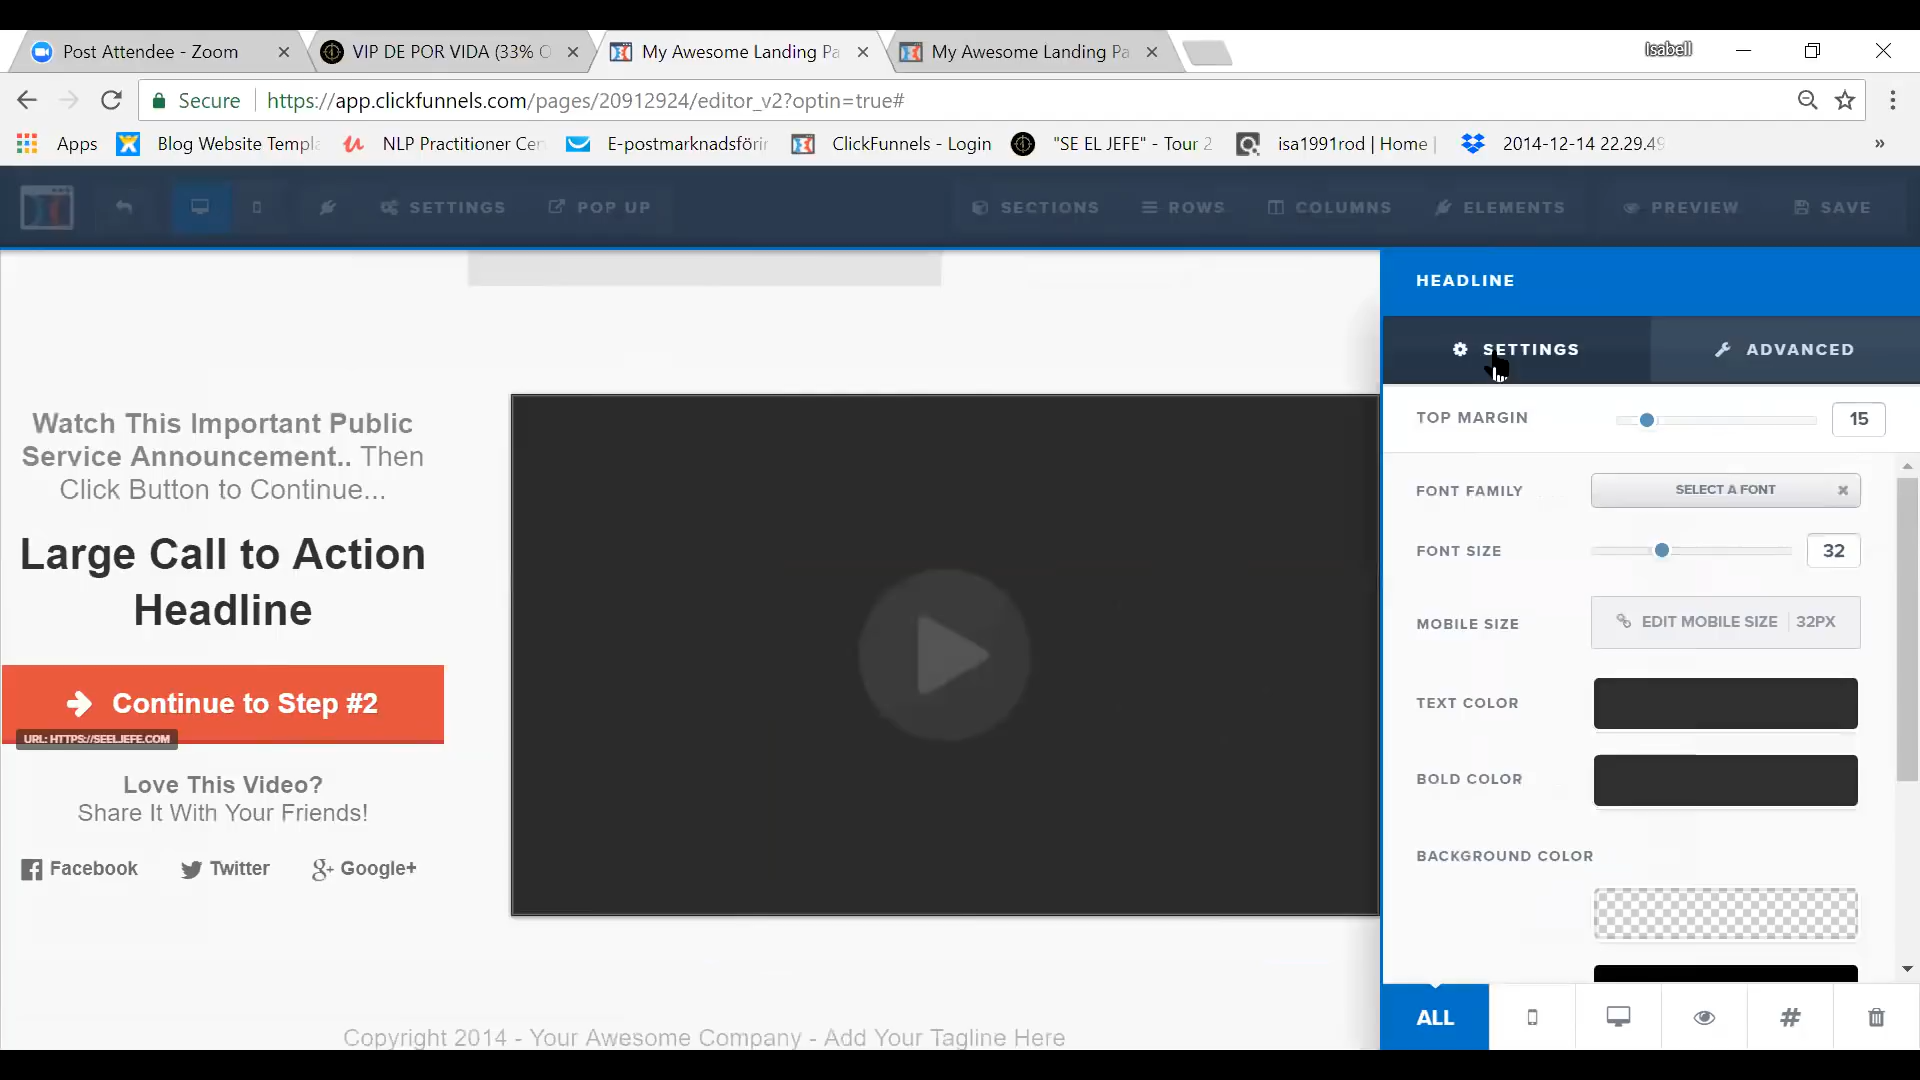 Post Attendee - Zoom
VIP DE POR VIDA (33% O
My Awesome Landing Pa
My Awesome Landing Pa
Isabell
Secure
https://app.clickfunnels.com/pages/20912924/editor_v2?optin=true#
Apps
Blog Website Templ
NLP Practitioner Cer
E-postmarknadsförin
ClickFunnels - Login
"SE EL JEFE" - Tour 2
isa1991rod | Home |
2014-12-14 22.29.49
»
SETTINGS
POP UP
SECTIONS
ROWS
COLUMNS
ELEMENTS
PREVIEW
SAVE
HEADLINE
SETTINGS
ADVANCED
TOP MARGIN
15
FONT FAMILY
SELECT A FONT
FONT SIZE
32
MOBILE SIZE
EDIT MOBILE SIZE
32PX
TEXT COLOR
BOLD COLOR
BACKGROUND COLOR
ALL
#
Watch This Important Public
Service Announcement.. Then
Click Button to Continue...
Large Call to Action
Headline
Continue to Step #2
URL: HTTPS://SEELJEFE.COM
Love This Video?
Share It With Your Friends!
Facebook
Twitter
Google+
Copyright 2014 - Your Awesome Company - Add Your Tagline Here